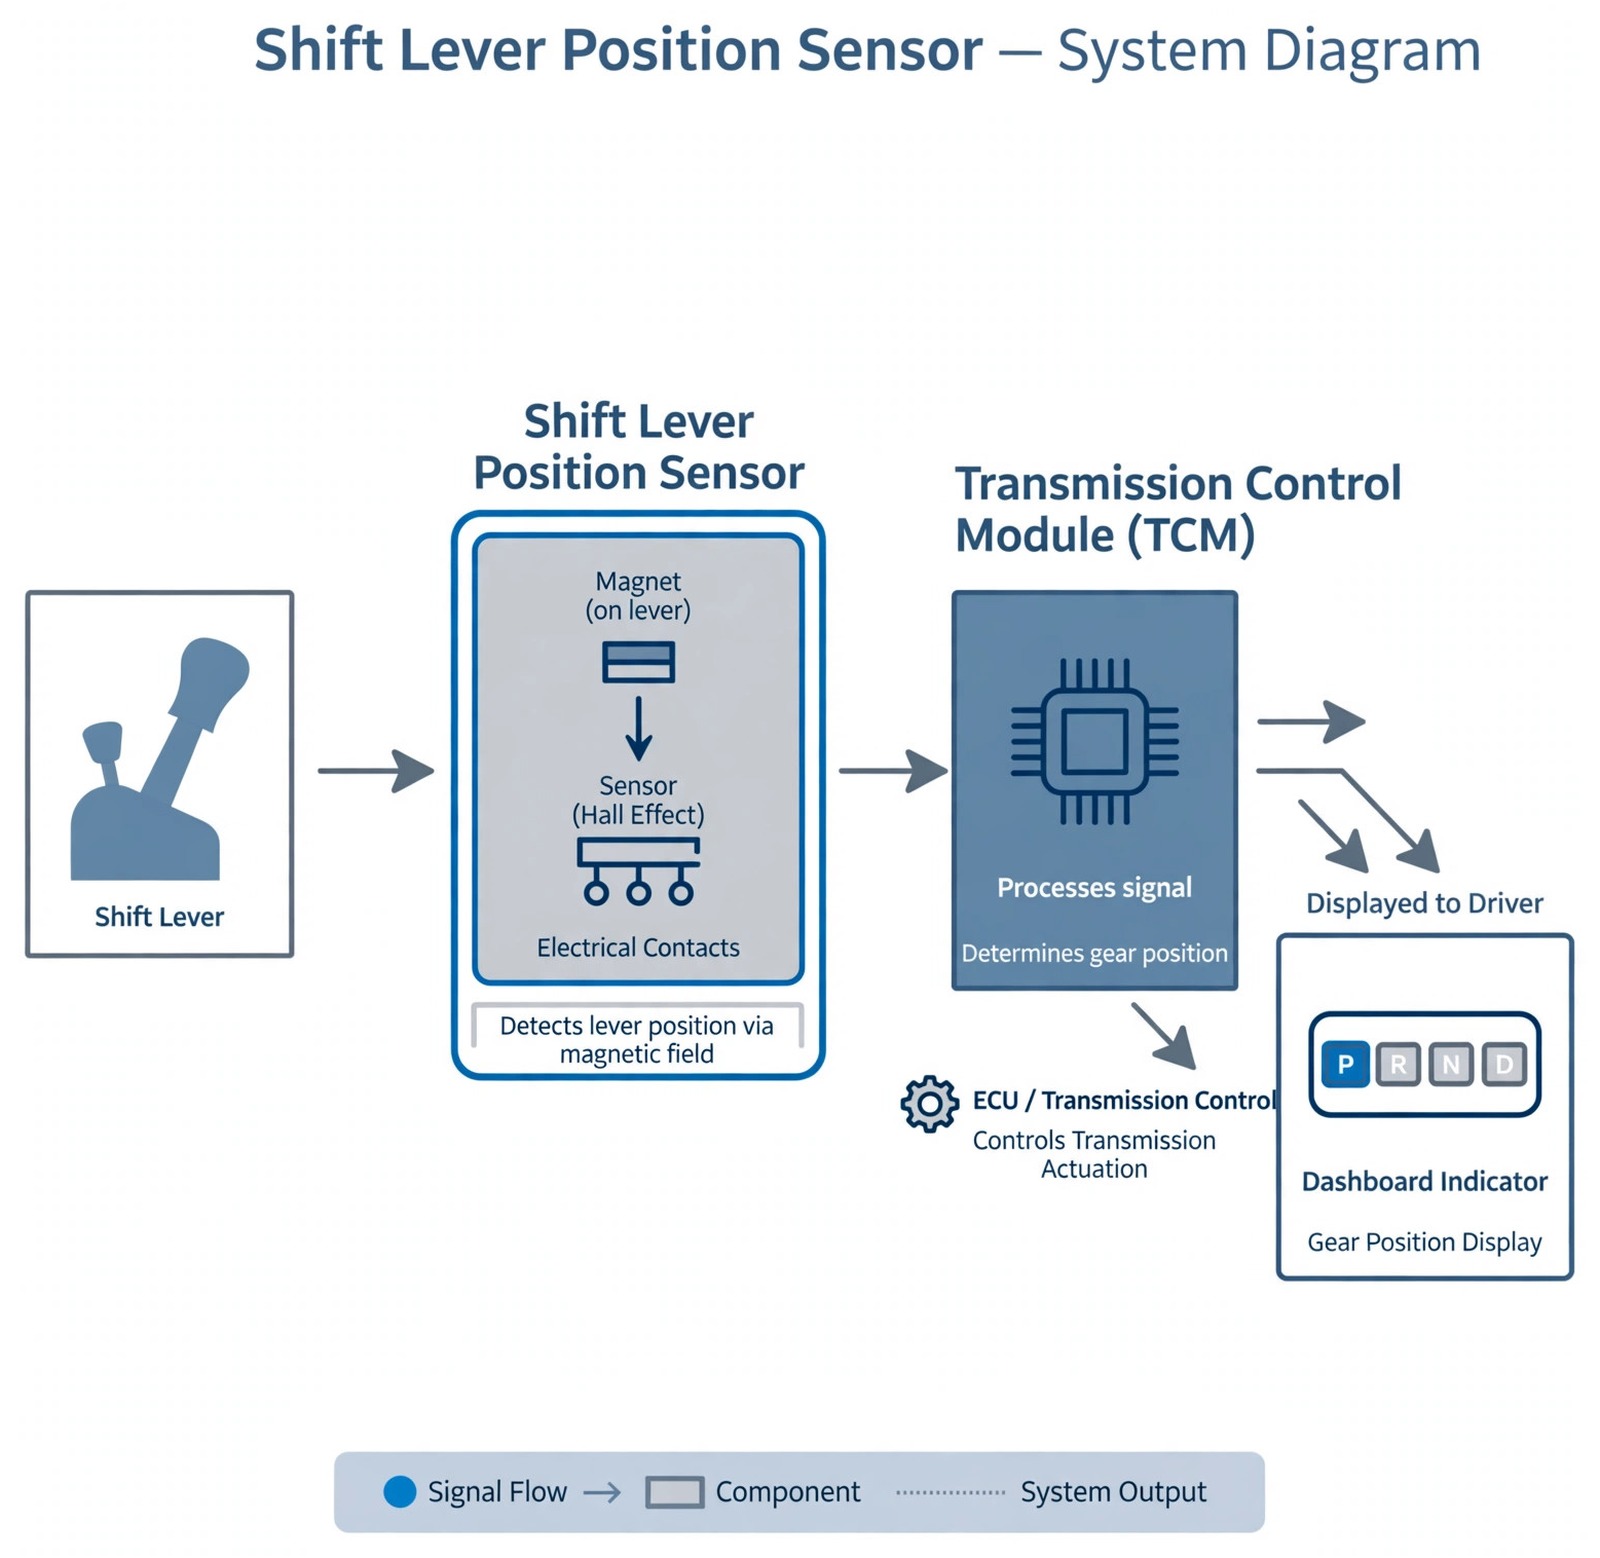 Shift Lever Position Sensor — System Diagram
Shift Lever
Position Sensor
Transmission Control
Module (TCM)
Magnet
(on lever)
Sensor
(Hall Effect)
Electrical Contacts
Detects lever position via
magnetic field
Shift Lever
Processes signal
Determines gear position
Displayed to Driver
P R N D
Dashboard Indicator
Gear Position Display
ECU / Transmission Control
Controls Transmission
Actuation
Signal Flow
Component
System Output